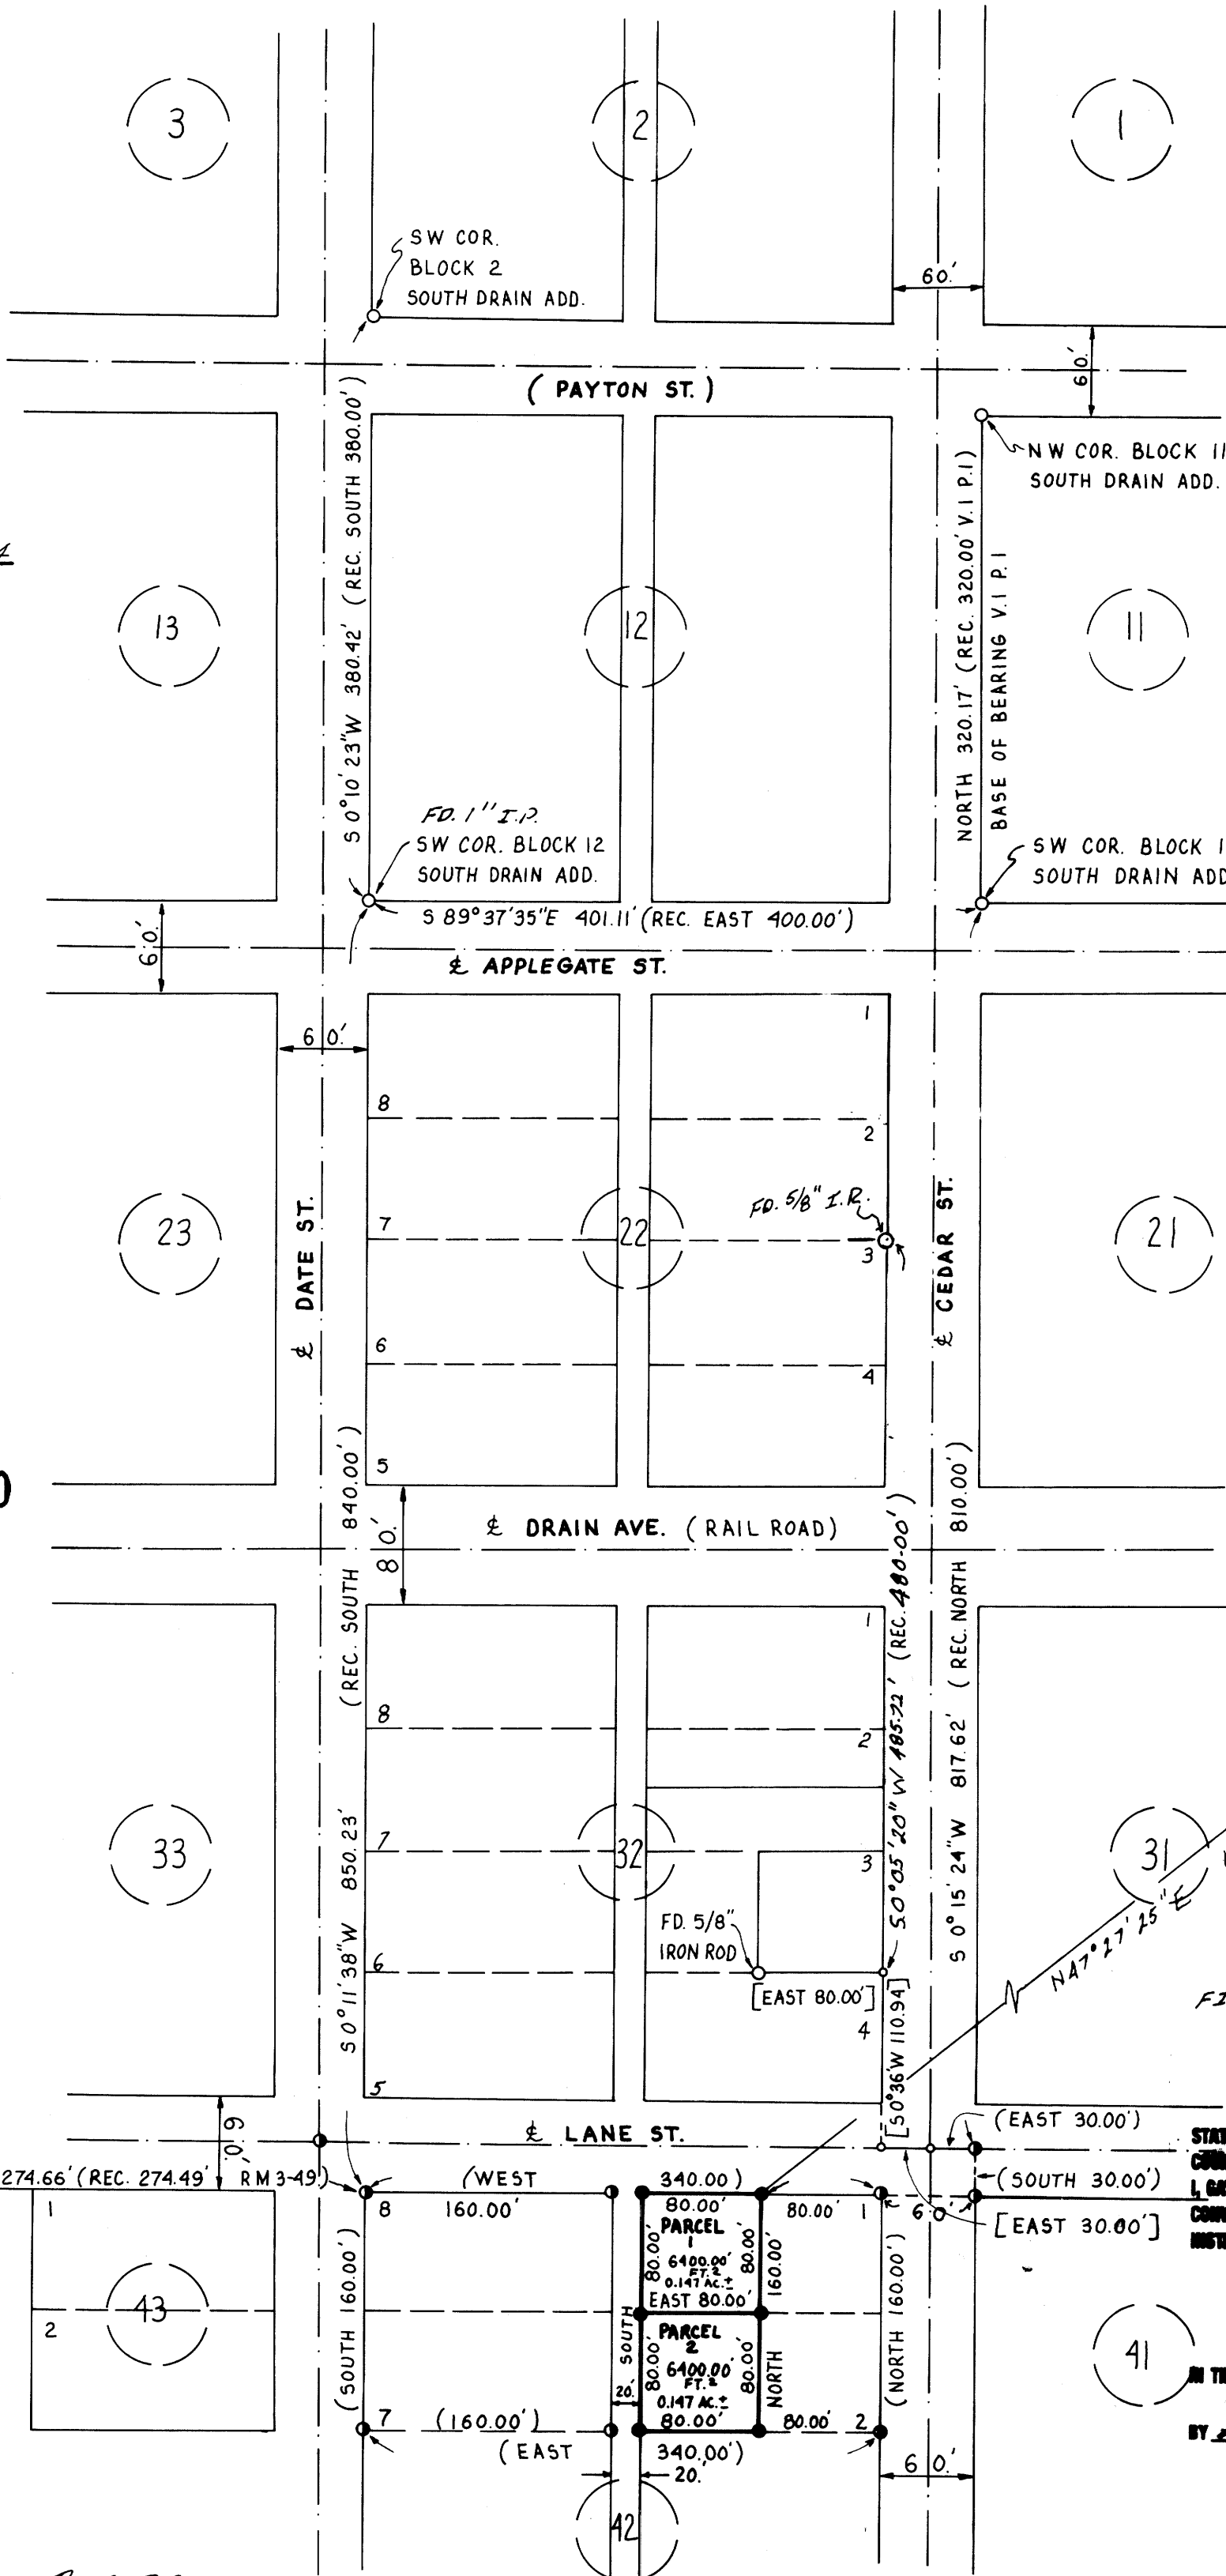 3
2
1
SW COR.
BLOCK 2
SOUTH DRAIN ADD.
60.'
60.'
( PAYTON ST. )
NW COR. BLOCK 11
SOUTH DRAIN ADD.
S 0°10' 23"W 380.42' (REC. SOUTH 380.00')
NORTH 320.17' (REC. 320.00' V.1 P.1)
BASE OF BEARING V.1 P.1
13
12
11
FD. 1" I.P.
SW COR. BLOCK 12
SOUTH DRAIN ADD.
SW COR. BLOCK 1
SOUTH DRAIN ADD
S 89°37'35"E 401.11' (REC. EAST 400.00')
60.'
℄ APPLEGATE ST.
60.'
1
8
2
FD. 5/8" I.R.
7
3
23
22
21
℄ DATE ST.
℄ CEDAR ST.
6
4
5
80.'
℄ DRAIN AVE. (RAIL ROAD)
S 0°11'38"W 850.23' (REC. SOUTH 840.00')
S 0°05'20" W 485.72' (REC. 480.00')
S 0°15'24"W 817.62' (REC. NORTH 810.00')
1
8
2
7
3
33
32
31
FD. 5/8"
IRON ROD
N47°27'25"E
6
[EAST 80.00']
4
[S0°36'W 110.94]
5
60.'
℄ LANE ST.
(EAST 30.00')
274.66' (REC. 274.49' RM 3-49)
(WEST 340.00)
(SOUTH 30.00')
1
8 160.00'
80.00'
80.00'
1
60.'
[EAST 30.00']
PARCEL
1
6400.00'
FT.2
0.147 AC.±
80.00'
80.00'
160.00'
EAST 80.00'
43
2
(SOUTH 160.00')
SOUTH
PARCEL
2
6400.00'
FT.2
0.147 AC.±
80.00'
80.00'
NORTH
(NORTH 160.00')
41
20.'
7 (160.00')
80.00'
80.00'
2
BY
(EAST 340.00')
20.'
60.'
42